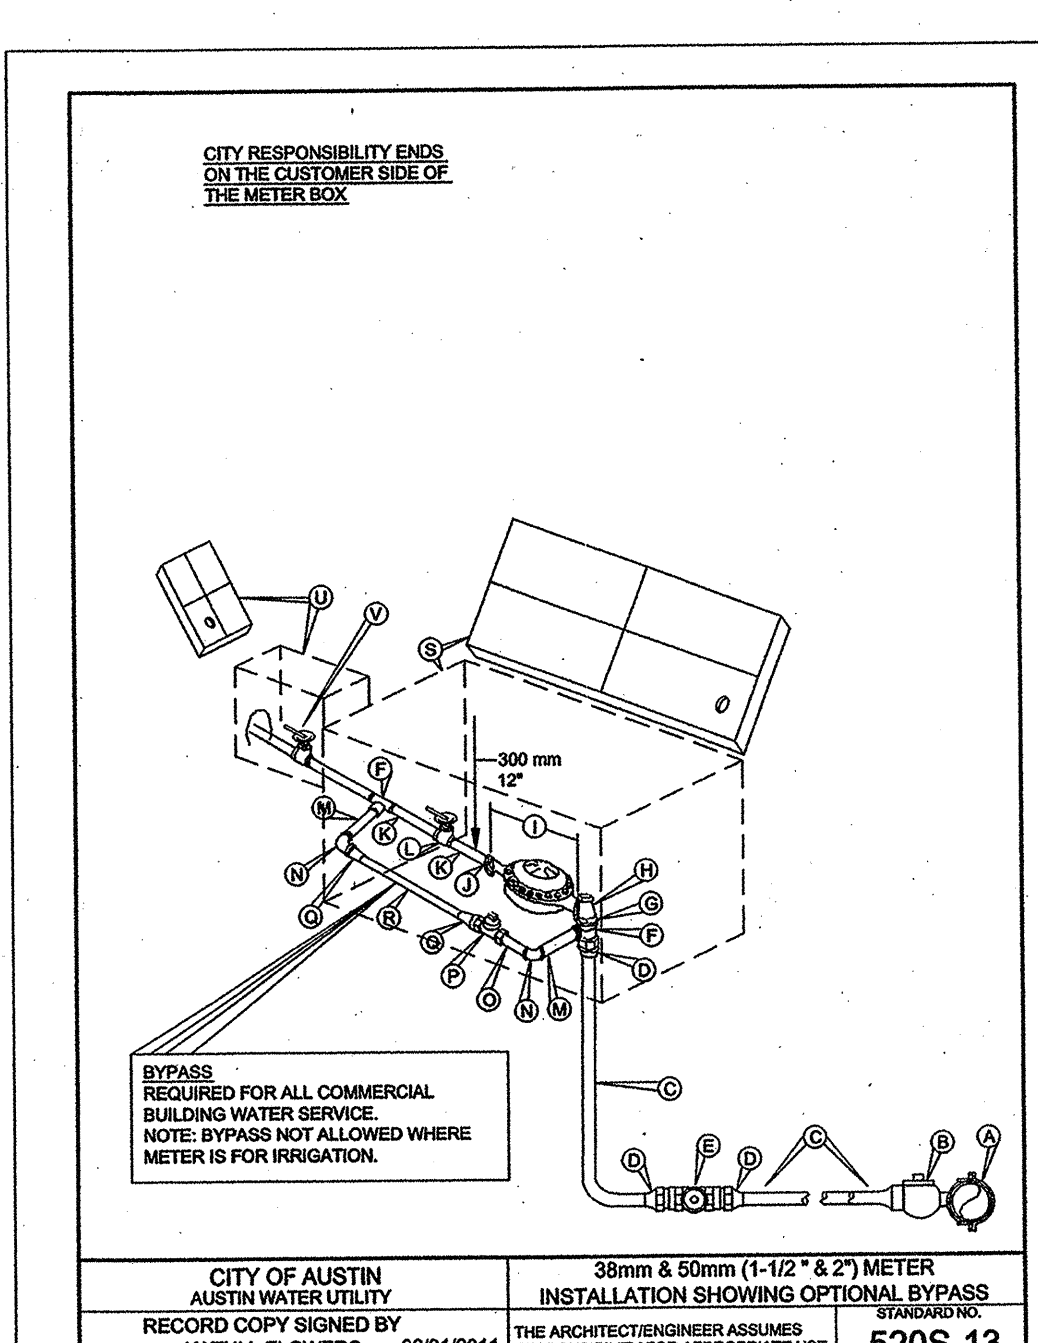 CITY RESPONSIBILITY ENDS
ON THE CUSTOMER SIDE OF
THE METER BOX
U
V
S
300 mm
12"
F
M
K
I
L
K
N
J
H
G
Q
R
F
Q
D
P
O
N
M
BYPASS
REQUIRED FOR ALL COMMERCIAL
BUILDING WATER SERVICE.
NOTE: BYPASS NOT ALLOWED WHERE
METER IS FOR IRRIGATION.
C
D
E
D
C
B
A
CITY OF AUSTIN
AUSTIN WATER UTILITY
38mm & 50mm (1-1/2 " & 2") METER
INSTALLATION SHOWING OPTIONAL BYPASS
RECORD COPY SIGNED BY
THE ARCHITECT/ENGINEER ASSUMES
STANDARD NO.
520S-13